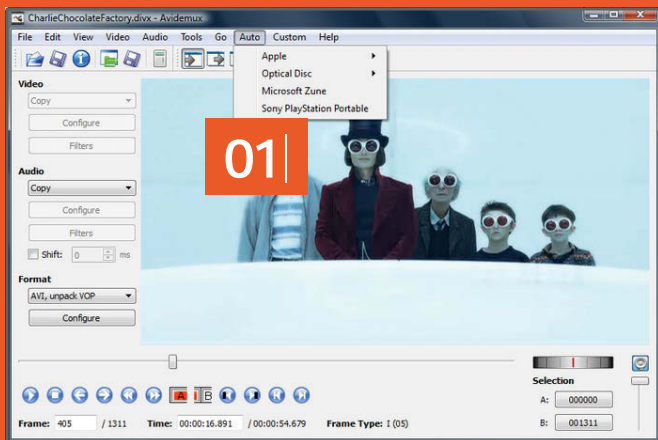 CharlieChocolateFactory.divx - Avidemux
File Edit View Video Audio Tools Go Auto Custom Help
Apple
Optical Disc
Microsoft Zune
Sony PlayStation Portable
01
Video
Copy
Configure
Filters
Audio
Copy
Configure
Filters
Shift: 0 ms
Format
AVI, unpack VOP
Configure
A B
Selection
A: 000000
B: 001311
Frame: 405 / 1311 Time: 00:00:16.891 / 00:00:54.679 Frame Type: I (05)